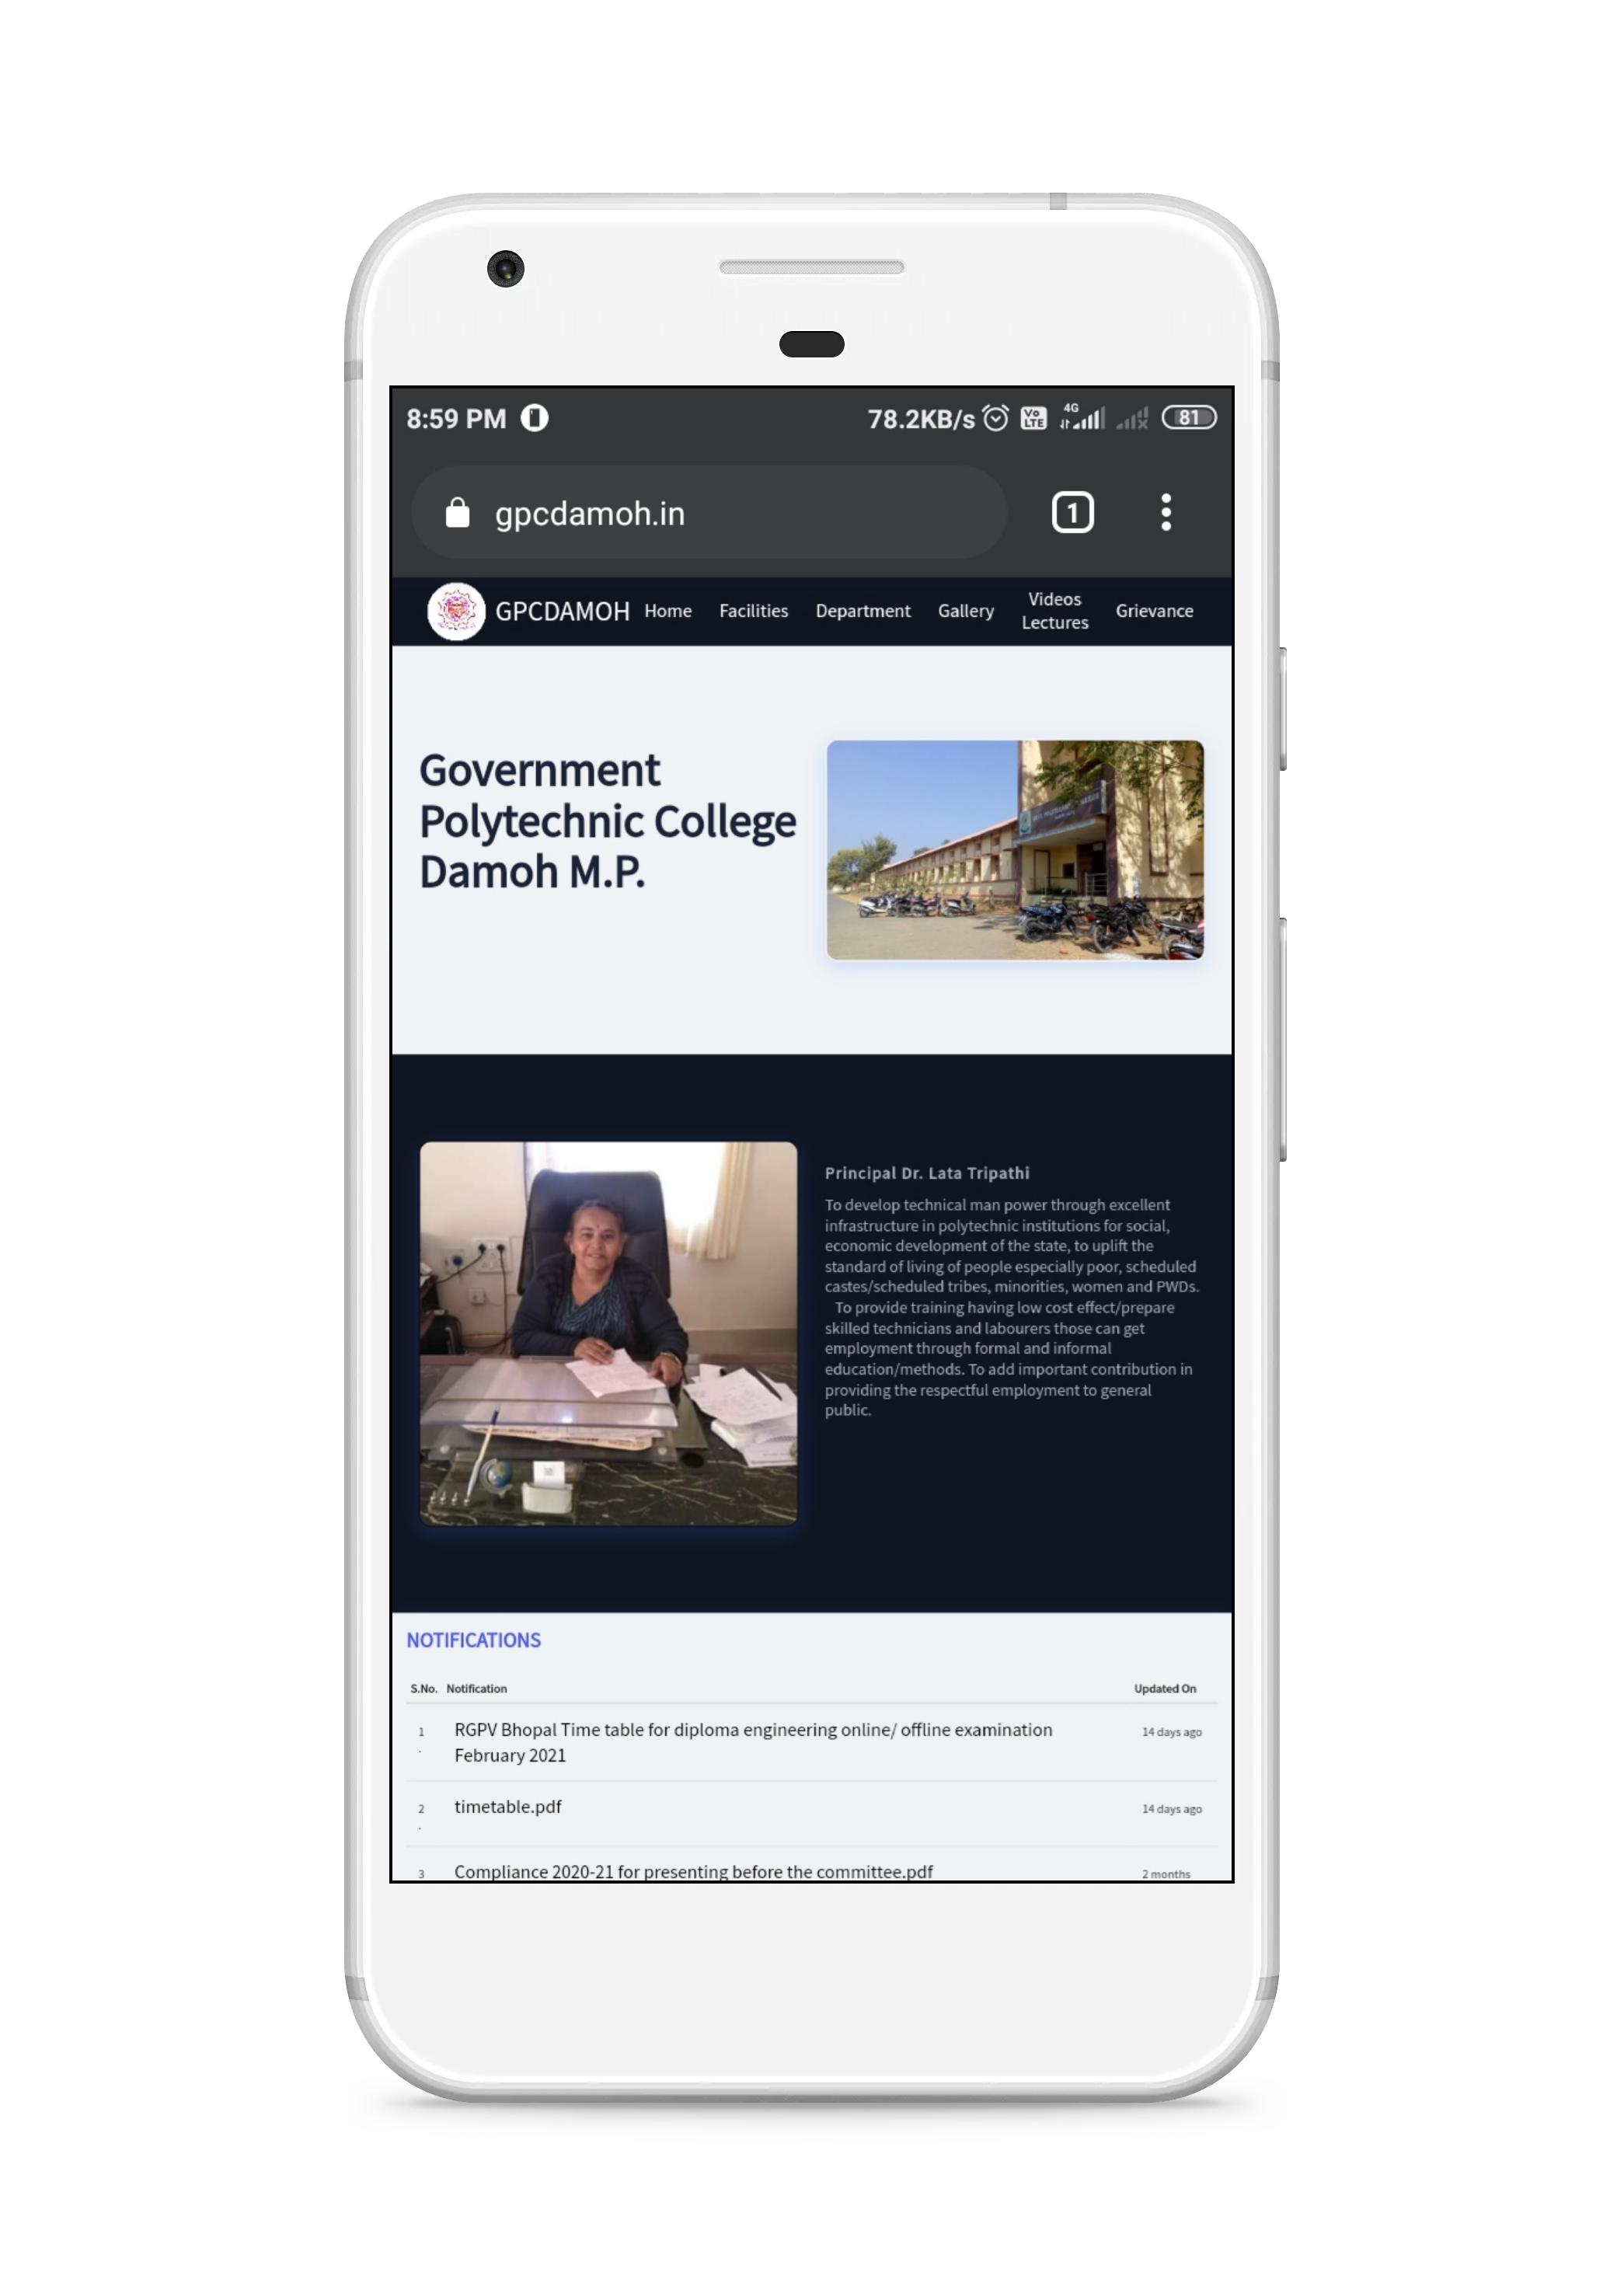 8:59 PM
78.2KB/s
Vo
LTE
4G
81
gpcdamoh.in
1
GPCDAMOH
Home
Facilities
Department
Gallery
Videos
Lectures
Grievance
Government
Polytechnic College
Damoh M.P.
Principal Dr. Lata Tripathi
To develop technical man power through excellent
infrastructure in polytechnic institutions for social,
economic development of the state, to uplift the
standard of living of people especially poor, scheduled
castes/scheduled tribes, minorities, women and PWDs.
To provide training having low cost effect/prepare
skilled technicians and labourers those can get
employment through formal and informal
education/methods. To add important contribution in
providing the respectful employment to general
public.
NOTIFICATIONS
S.No. Notification Updated On
1 RGPV Bhopal Time table for diploma engineering online/ offline examination 14 days ago
. February 2021
2 timetable.pdf 14 days ago
.
3 Compliance 2020-21 for presenting before the committee.pdf 2 months